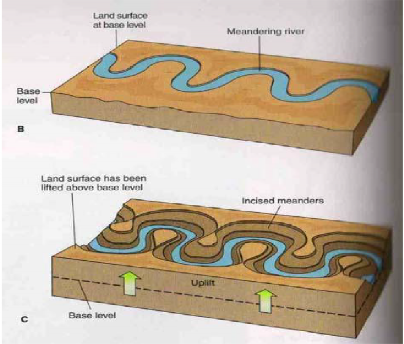 Land surface
at base level
Meandering river
Base
level
B
Land surface has been
lifted above base level
Incised meanders
Uplift
Base level
C